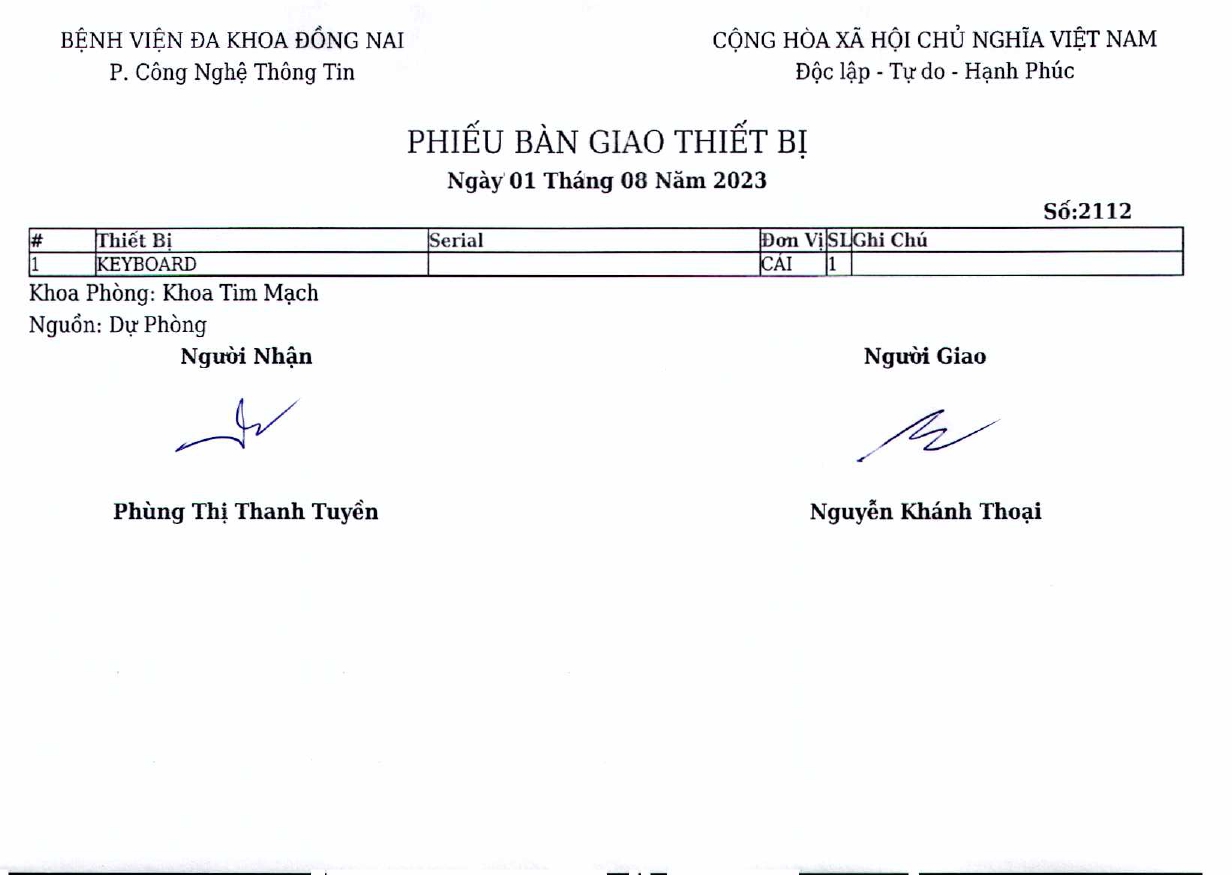 BỆNH VIỆN ĐA KHOA ĐỒNG NAI
P. Công Nghệ Thông Tin
CỘNG HÒA XÃ HỘI CHỦ NGHĨA VIỆT NAM
Độc lập - Tự do - Hạnh Phúc
PHIẾU BÀN GIAO THIẾT BỊ
Ngày 01 Tháng 08 Năm 2023
Số:2112
# Thiết Bị Serial Đơn Vị SL Ghi Chú
1 KEYBOARD CÁI 1
Khoa Phòng: Khoa Tim Mạch
Nguồn: Dự Phòng
Người Nhận Người Giao
Phùng Thị Thanh Tuyền Nguyễn Khánh Thoại